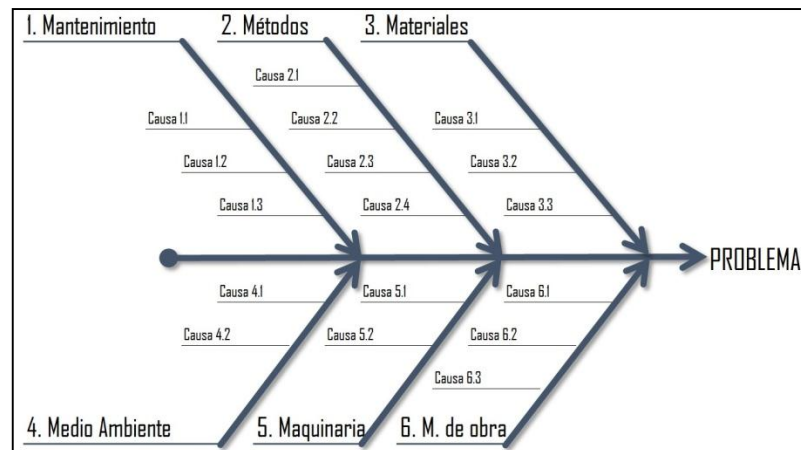 1. Mantenimiento
2. Métodos
3. Materiales
Causa 2.1
Causa 1.1
Causa 2.2
Causa 3.1
Causa 1.2
Causa 2.3
Causa 3.2
Causa 1.3
Causa 2.4
Causa 3.3
PROBLEMA
Causa 4.1
Causa 5.1
Causa 6.1
Causa 4.2
Causa 5.2
Causa 6.2
Causa 6.3
4. Medio Ambiente
5. Maquinaria
6. M. de obra